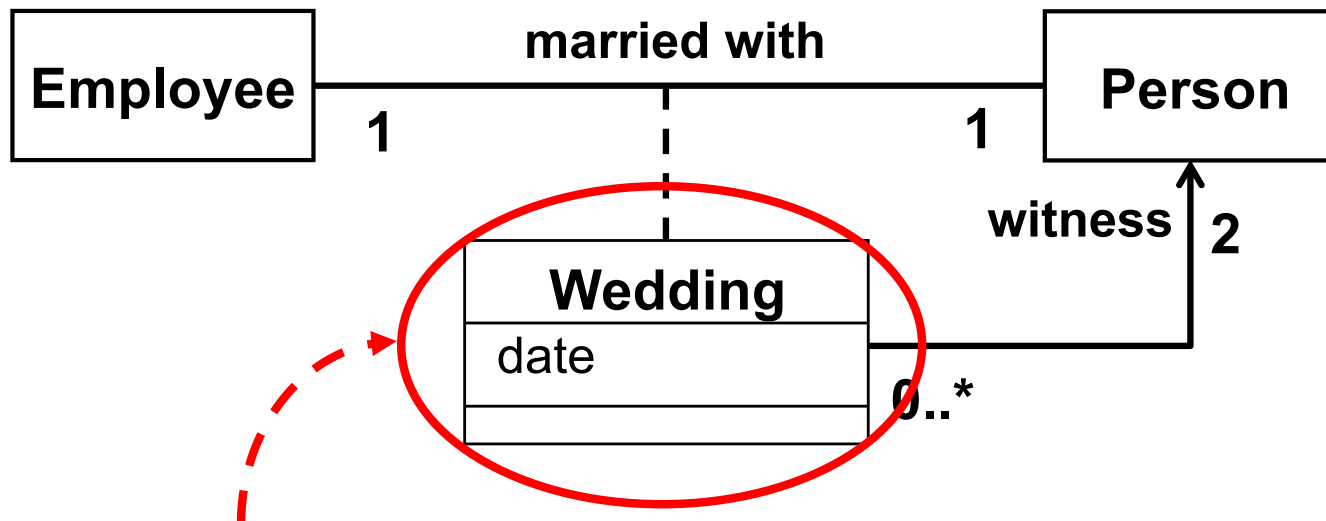 married with
Employee
Person
1
1
witness
2
Wedding
date
0..*